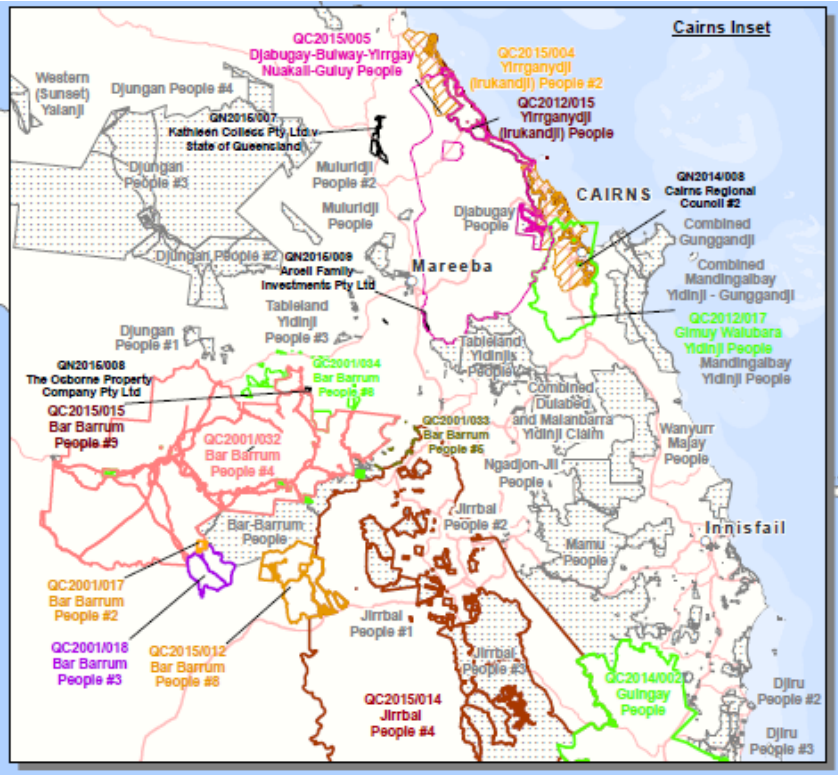 Cairns Inset
QC2015/005
Djabugay-Bulway-Yirrgay
Nuakali-Guluy People
QC2015/004
Yirrganydji
(Irukandji) People #2
Western
(Sunset)
Yalanji
Djungan People #4
QC2012/015
Yirrganydji
(Irukandji) People
QN2016/007
Kathleen Colless Pty Ltd v
State of Queensland
Djungan
People #3
Muluridji
People #2
QN2014/008
Cairns Regional
Council #2
CAIRNS
Muluridji
People
Djabugay
People
Combined
Gunggandji
Djungan People #2
QN2016/009
Aroell Family
Investments Pty Ltd
Mareeba
Combined
Mandingalbay
Yidinji - Gunggandji
Tableland
Yidinji
People #3
QC2012/017
Gimuy Walubara
Yidinji People
Djungan
People #1
Tableland
Yidinji
People
Mandingalbay
Yidinji People
QN2016/008
The Osborne Property
Company Pty Ltd
QC2001/034
Bar Barrum
People #6
QC2015/015
Bar Barrum
People #9
Combined
Dulabed
and Malanbarra
Yidinji Claim
QC2001/032
Bar Barrum
People #4
QC2001/033
Bar Barrum
People #5
Wanyurr
Majay
People
Ngadjon-Jii
People
Bar-Barrum
People
Jirrbal
People #2
Innisfail
Mamu
People
QC2001/017
Bar Barrum
People #2
QC2001/018
Bar Barrum
People #3
QC2015/012
Bar Barrum
People #8
Jirrbal
People #1
Jirrbal
People #3
QC2014/002
Gulngay
People
QC2015/014
Jirrbal
People #4
Djiru
People #2
Djiru
People #3